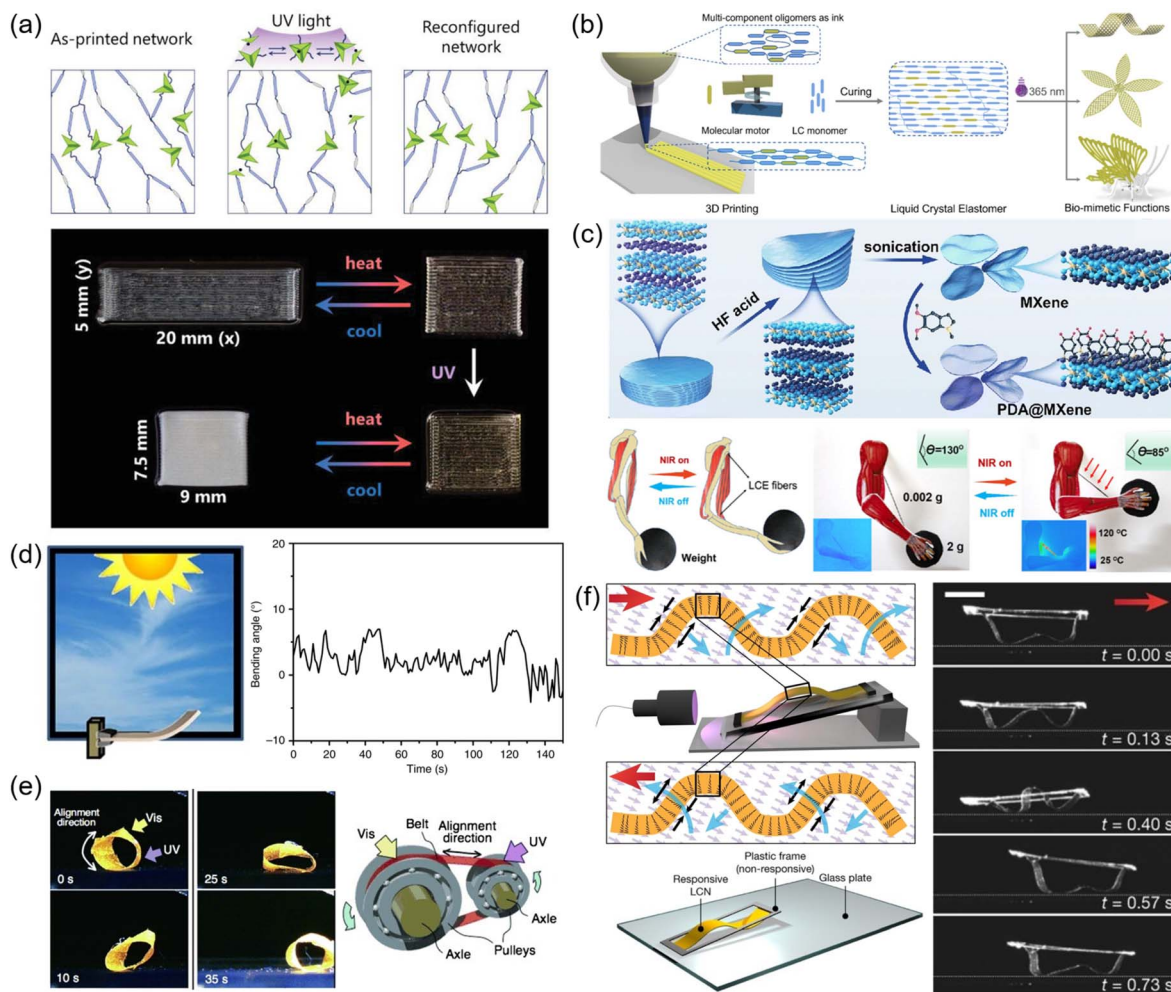 (a)
UV light
As-printed network
Reconfigured
network
5 mm (y)
20 mm (x)
heat
cool
UV
7.5 mm
9 mm
heat
cool
(b)
Multi-component oligomers as ink
Molecular motor
LC monomer
Curing
365 nm
3D Printing
Liquid Crystal Elastomer
Bio-mimetic Functions
(c)
HF acid
sonication
MXene
PDA@MXene
NIR on
NIR off
LCE fibers
Weight
θ=130°
0.002 g
2 g
NIR on
NIR off
θ=85°
120 °C
25 °C
(d)
Bending angle (°)
20
10
0
−10
0 20 40 60 80 100 120 140
Time (s)
(e)
Alignment
direction
Vis
UV
0 s
25 s
10 s
35 s
Vis
Belt
Alignment
direction
UV
Axle
Axle
Pulleys
(f)
Plastic frame
(non-responsive)
Glass plate
Responsive
LCN
t = 0.00 s
t = 0.13 s
t = 0.40 s
t = 0.57 s
t = 0.73 s